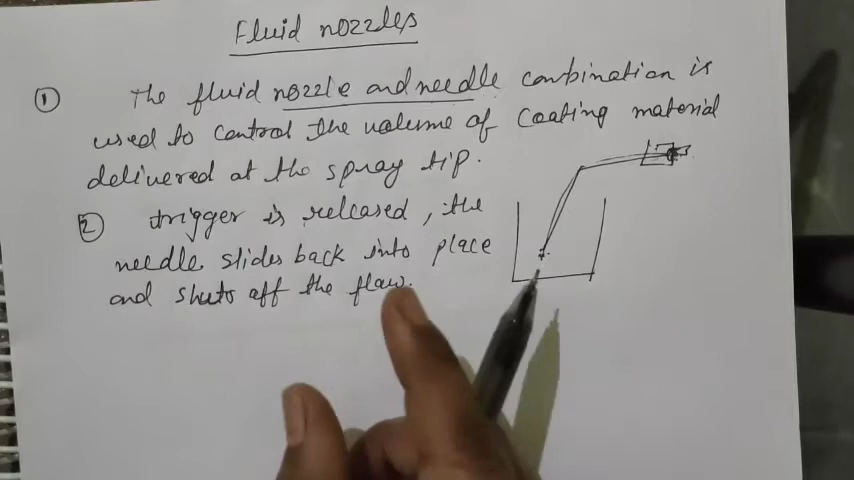 Fluid nozzles
① The fluid nozzle and needle combination is
used to control the volume of coating material
delivered at the spray tip.
② trigger is released, the
needle slides back into place
and shuts off the flow.